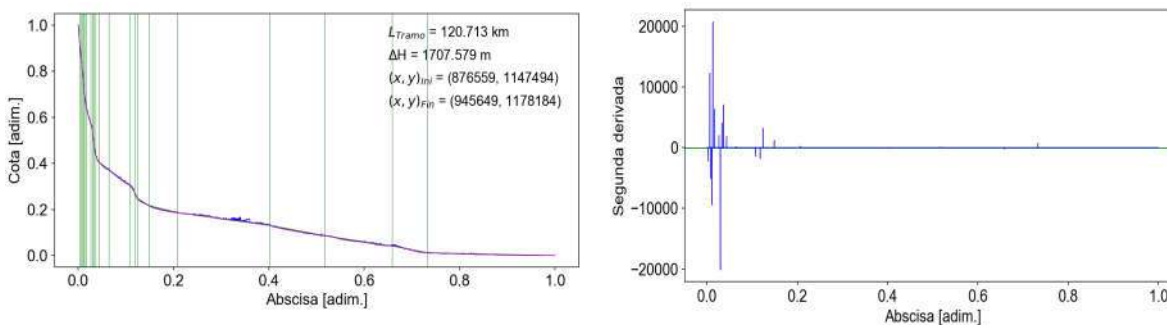 1.0
0.8
0.6
0.4
0.2
0.0
Cota [adim.]
L_Tramo = 120.713 km
ΔH = 1707.579 m
(x, y)_Ini = (876559, 1147494)
(x, y)_Fin = (945649, 1178184)
0.0 0.2 0.4 0.6 0.8 1.0
Abscisa [adim.]
20000
10000
0
−10000
−20000
Segunda derivada
0.0 0.2 0.4 0.6 0.8 1.0
Abscisa [adim.]